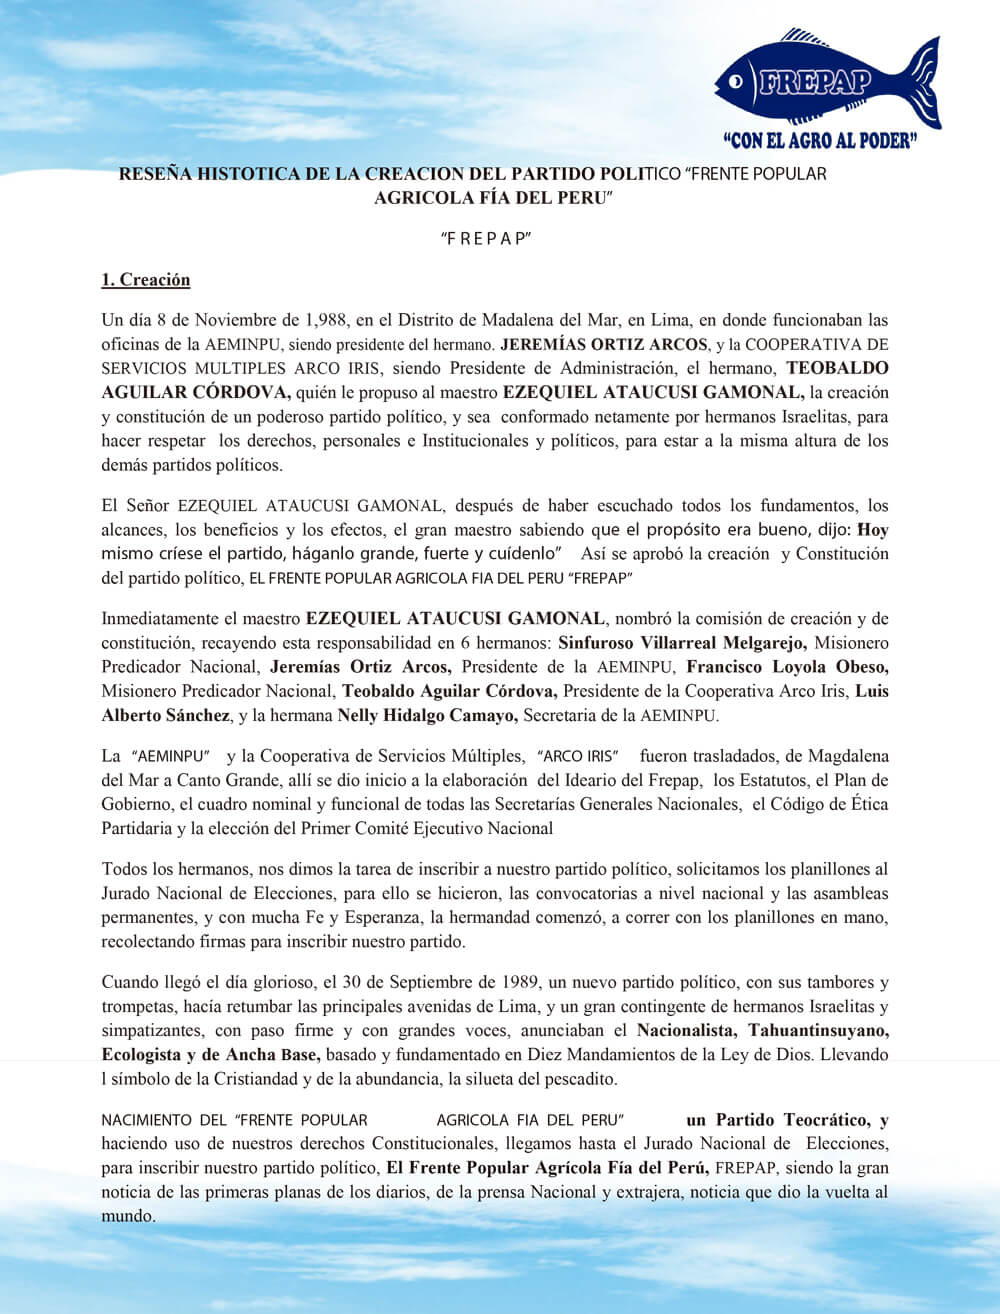 FREPAP
“CON EL AGRO AL PODER”
RESEÑA HISTOTICA DE LA CREACION DEL PARTIDO POLITICO “FRENTE POPULAR
AGRICOLA FÍA DEL PERU”
“F R E P A P”
1. Creación
Un día 8 de Noviembre de 1,988, en el Distrito de Madalena del Mar, en Lima, en donde funcionaban las
oficinas de la AEMINPU, siendo presidente del hermano. JEREMÍAS ORTIZ ARCOS, y la COOPERATIVA DE
SERVICIOS MULTIPLES ARCO IRIS, siendo Presidente de Administración, el hermano, TEOBALDO
AGUILAR CÓRDOVA, quién le propuso al maestro EZEQUIEL ATAUCUSI GAMONAL, la creación
y constitución de un poderoso partido político, y sea conformado netamente por hermanos Israelitas, para
hacer respetar los derechos, personales e Institucionales y políticos, para estar a la misma altura de los
demás partidos políticos.
El Señor EZEQUIEL ATAUCUSI GAMONAL, después de haber escuchado todos los fundamentos, los
alcances, los beneficios y los efectos, el gran maestro sabiendo que el propósito era bueno, dijo: Hoy
mismo críese el partido, háganlo grande, fuerte y cuídenlo” Así se aprobó la creación y Constitución
del partido político, EL FRENTE POPULAR AGRICOLA FIA DEL PERU “FREPAP”
Inmediatamente el maestro EZEQUIEL ATAUCUSI GAMONAL, nombró la comisión de creación y de
constitución, recayendo esta responsabilidad en 6 hermanos: Sinfuroso Villarreal Melgarejo, Misionero
Predicador Nacional, Jeremías Ortiz Arcos, Presidente de la AEMINPU, Francisco Loyola Obeso,
Misionero Predicador Nacional, Teobaldo Aguilar Córdova, Presidente de la Cooperativa Arco Iris, Luis
Alberto Sánchez, y la hermana Nelly Hidalgo Camayo, Secretaria de la AEMINPU.
La “AEMINPU” y la Cooperativa de Servicios Múltiples, “ARCO IRIS” fueron trasladados, de Magdalena
del Mar a Canto Grande, allí se dio inicio a la elaboración del Ideario del Frepap, los Estatutos, el Plan de
Gobierno, el cuadro nominal y funcional de todas las Secretarías Generales Nacionales, el Código de Ética
Partidaria y la elección del Primer Comité Ejecutivo Nacional
Todos los hermanos, nos dimos la tarea de inscribir a nuestro partido político, solicitamos los planillones al
Jurado Nacional de Elecciones, para ello se hicieron, las convocatorias a nivel nacional y las asambleas
permanentes, y con mucha Fe y Esperanza, la hermandad comenzó, a correr con los planillones en mano,
recolectando firmas para inscribir nuestro partido.
Cuando llegó el día glorioso, el 30 de Septiembre de 1989, un nuevo partido político, con sus tambores y
trompetas, hacía retumbar las principales avenidas de Lima, y un gran contingente de hermanos Israelitas y
simpatizantes, con paso firme y con grandes voces, anunciaban el Nacionalista, Tahuantinsuyano,
Ecologista y de Ancha Base, basado y fundamentado en Diez Mandamientos de la Ley de Dios. Llevando
l símbolo de la Cristiandad y de la abundancia, la silueta del pescadito.
NACIMIENTO DEL “FRENTE POPULAR AGRICOLA FIA DEL PERU” un Partido Teocrático, y
haciendo uso de nuestros derechos Constitucionales, llegamos hasta el Jurado Nacional de Elecciones,
para inscribir nuestro partido político, El Frente Popular Agrícola Fía del Perú, FREPAP, siendo la gran
noticia de las primeras planas de los diarios, de la prensa Nacional y extrajera, noticia que dio la vuelta al
mundo.